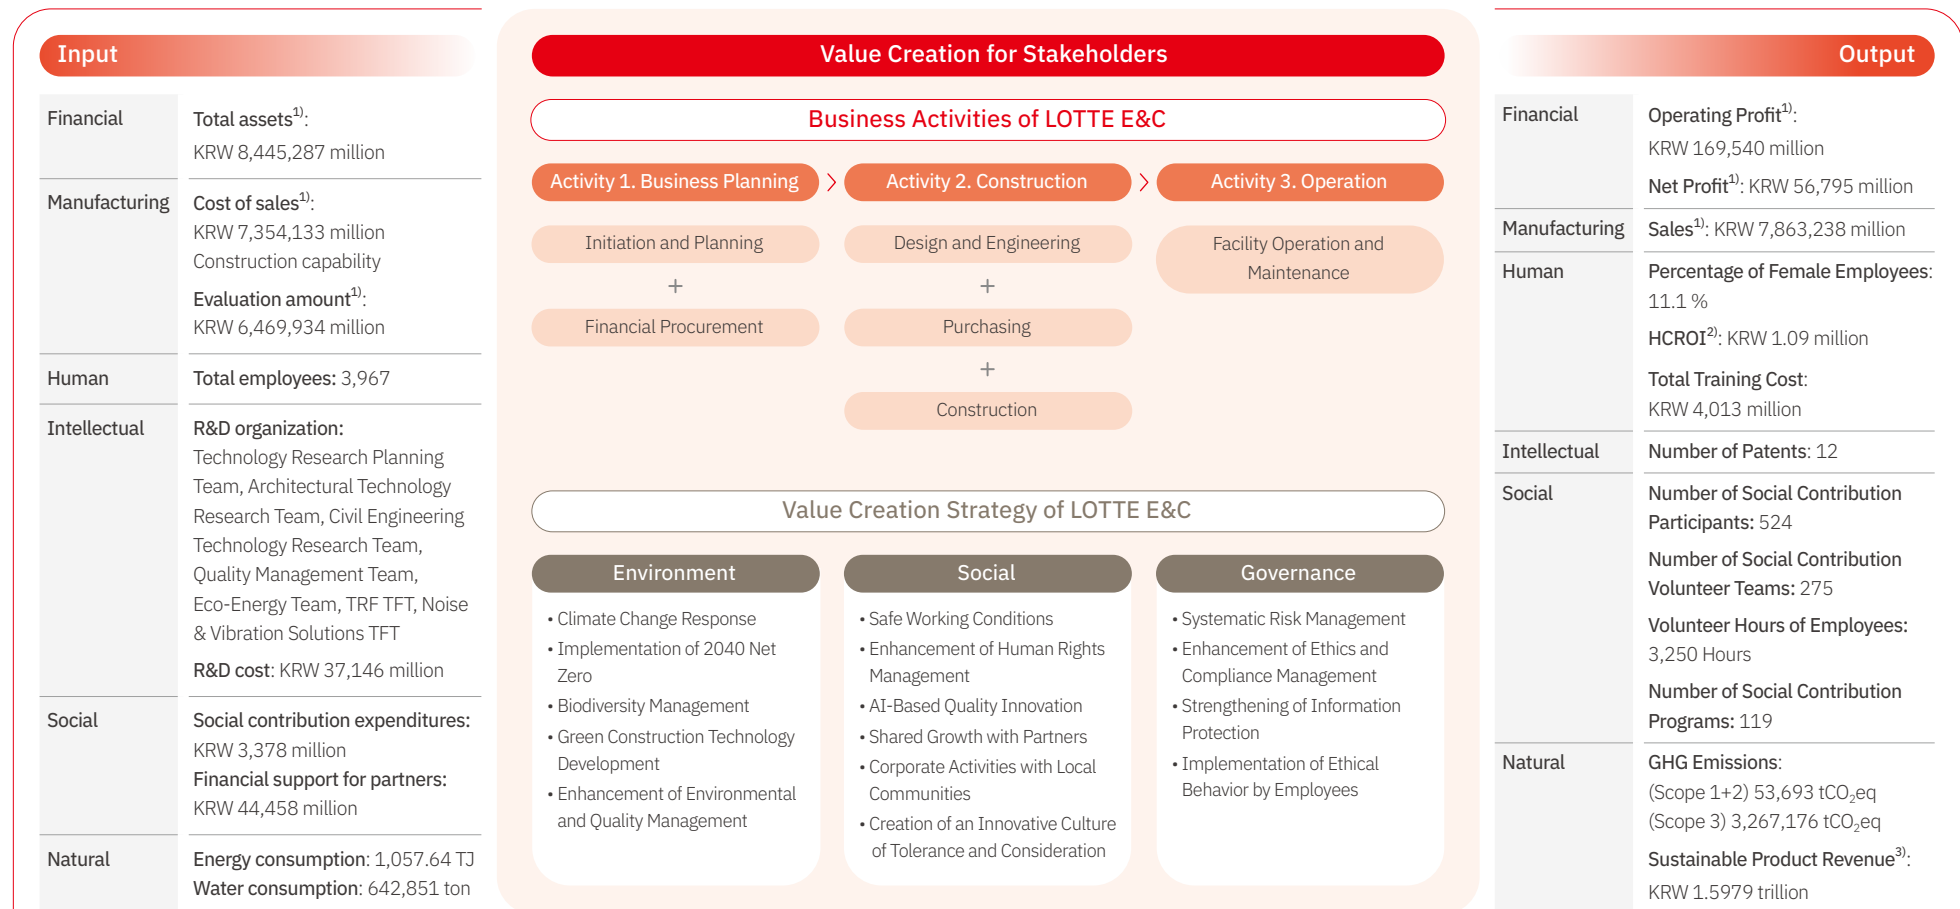 Input
Financial
Total assets1):
KRW 8,445,287 million
Manufacturing
Cost of sales1):
KRW 7,354,133 million
Construction capability
Evaluation amount1):
KRW 6,469,934 million
Human
Total employees: 3,967
Intellectual
R&D organization:
Technology Research Planning
Team, Architectural Technology
Research Team, Civil Engineering
Technology Research Team,
Quality Management Team,
Eco-Energy Team, TRF TFT, Noise
& Vibration Solutions TFT
R&D cost: KRW 37,146 million
Social
Social contribution expenditures:
KRW 3,378 million
Financial support for partners:
KRW 44,458 million
Natural
Energy consumption: 1,057.64 TJ
Water consumption: 642,851 ton
Value Creation for Stakeholders
Business Activities of LOTTE E&C
Activity 1. Business Planning
Activity 2. Construction
Activity 3. Operation
Initiation and Planning
+
Financial Procurement
Design and Engineering
+
Purchasing
+
Construction
Facility Operation and
Maintenance
Value Creation Strategy of LOTTE E&C
Environment
• Climate Change Response
• Implementation of 2040 Net
Zero
• Biodiversity Management
• Green Construction Technology
Development
• Enhancement of Environmental
and Quality Management
Social
• Safe Working Conditions
• Enhancement of Human Rights
Management
• AI-Based Quality Innovation
• Shared Growth with Partners
• Corporate Activities with Local
Communities
• Creation of an Innovative Culture
of Tolerance and Consideration
Governance
• Systematic Risk Management
• Enhancement of Ethics and
Compliance Management
• Strengthening of Information
Protection
• Implementation of Ethical
Behavior by Employees
Output
Financial
Operating Profit1):
KRW 169,540 million
Net Profit1): KRW 56,795 million
Manufacturing
Sales1): KRW 7,863,238 million
Human
Percentage of Female Employees:
11.1 %
HCROI2): KRW 1.09 million
Total Training Cost:
KRW 4,013 million
Intellectual
Number of Patents: 12
Social
Number of Social Contribution
Participants: 524
Number of Social Contribution
Volunteer Teams: 275
Volunteer Hours of Employees:
3,250 Hours
Number of Social Contribution
Programs: 119
Natural
GHG Emissions:
(Scope 1+2) 53,693 tCO2eq
(Scope 3) 3,267,176 tCO2eq
Sustainable Product Revenue3):
KRW 1.5979 trillion